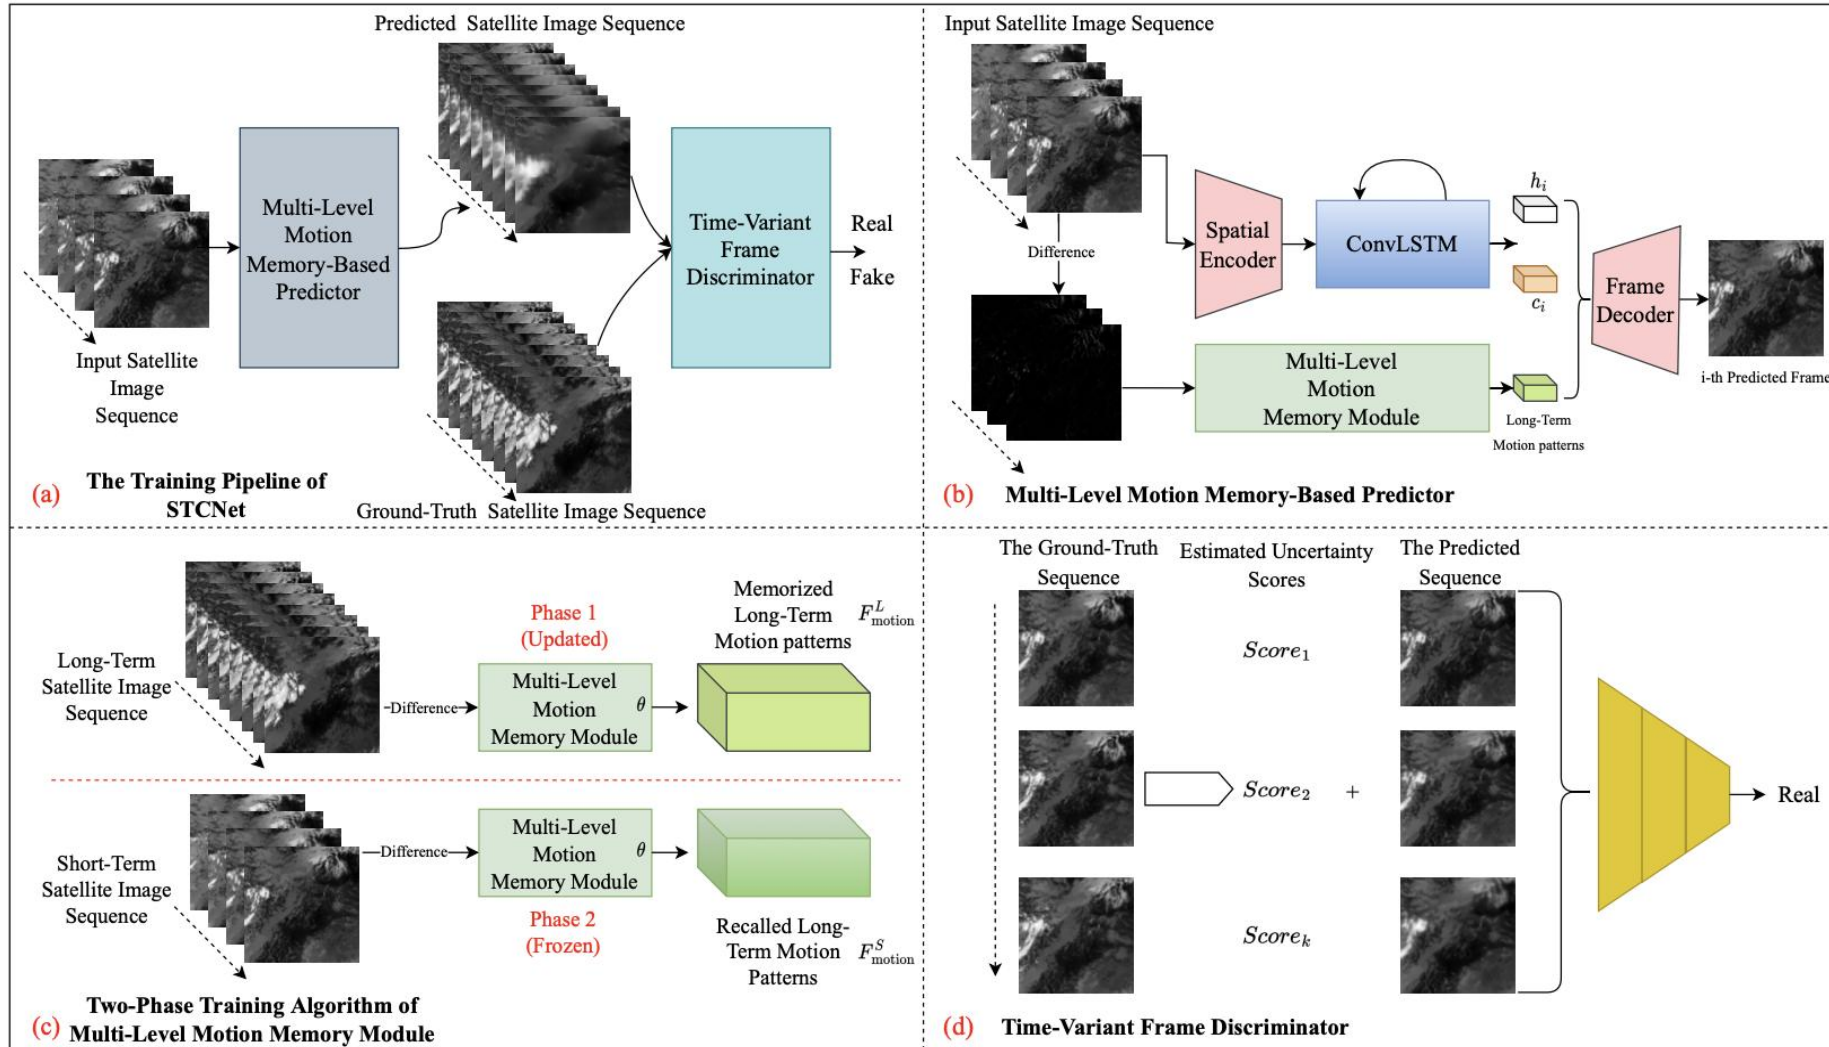 Predicted Satellite Image Sequence
Multi-Level
Motion
Memory-Based
Predictor
Time-Variant
Frame
Discriminator
Real
Fake
Input Satellite
Image
Sequence
Ground-Truth Satellite Image Sequence
(a) The Training Pipeline of
STCNet
Input Satellite Image Sequence
Difference
Spatial
Encoder
ConvLSTM
h_i
c_i
Frame
Decoder
Multi-Level
Motion
Memory Module
Long-Term
Motion patterns
i-th Predicted Frame
(b) Multi-Level Motion Memory-Based Predictor
Long-Term
Satellite Image
Sequence
Difference
Phase 1
(Updated)
Multi-Level
Motion
Memory Module
θ
Memorized
Long-Term
Motion patterns
F^L_motion
Short-Term
Satellite Image
Sequence
Difference
Multi-Level
Motion
Memory Module
θ
Phase 2
(Frozen)
Recalled Long-
Term Motion
Patterns
F^S_motion
(c) Two-Phase Training Algorithm of
Multi-Level Motion Memory Module
The Ground-Truth
Sequence
Estimated Uncertainty
Scores
The Predicted
Sequence
Score_1
Score_2
+
Score_k
Real
(d) Time-Variant Frame Discriminator